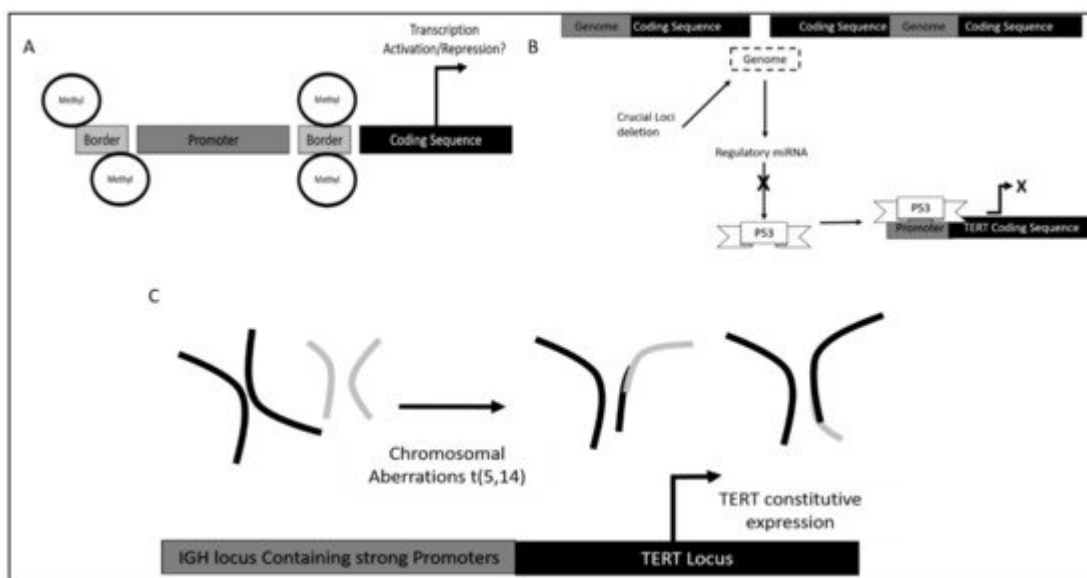 A
Transcription
Activation/Repression?
Methyl
Methyl
Border
Promoter
Border
Coding Sequence
Methyl
Methyl
Genome
Coding Sequence
Coding Sequence
Genome
Coding Sequence
B
Genome
Crucial Loci
deletion
Regulatory miRNA
X
P53
P53
X
Promoter
TERT Coding Sequence
C
Chromosomal
Aberrations t(5,14)
TERT constitutive
expression
IGH locus Containing strong Promoters
TERT Locus